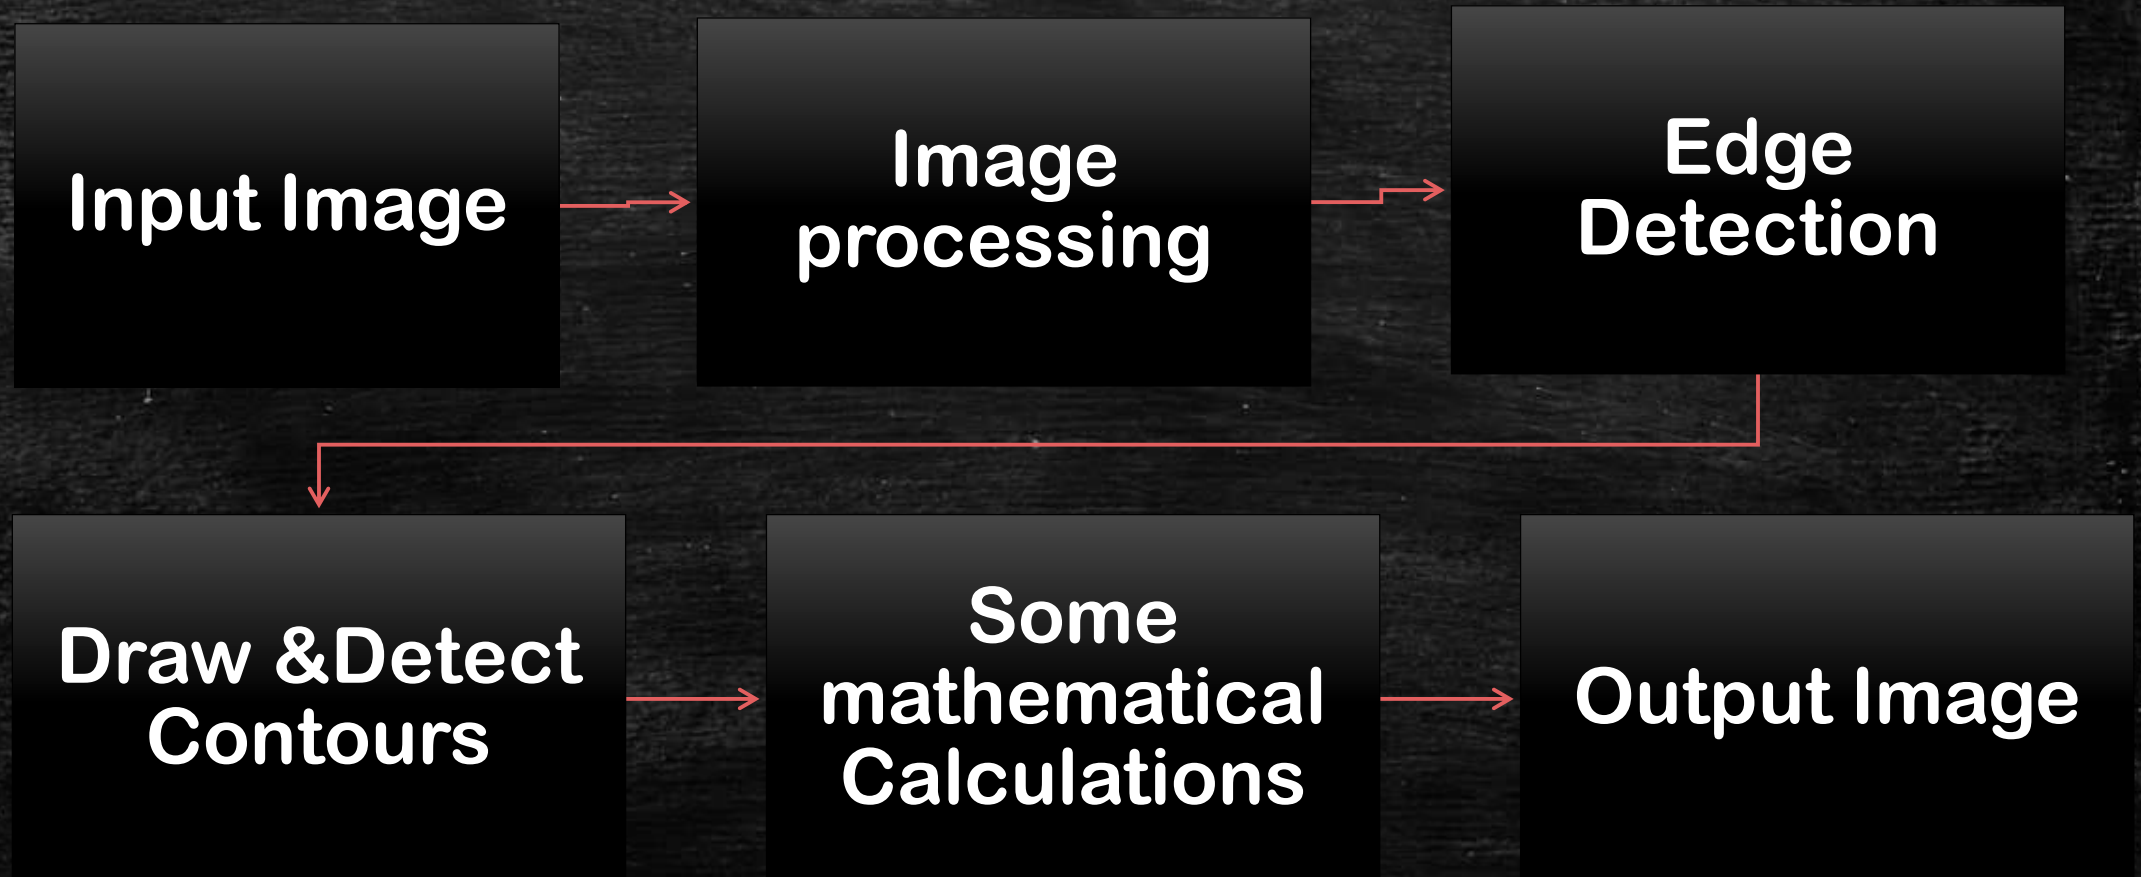 Input Image
Image
processing
Edge
Detection
Draw &Detect
Contours
Some
mathematical
Calculations
Output Image